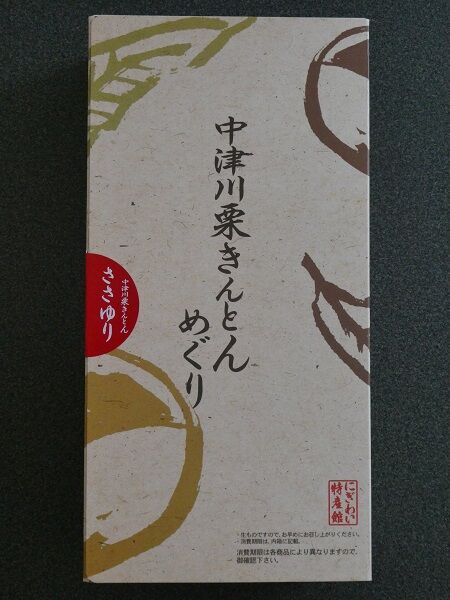 中津川栗きんとん
めぐり
中津川栗きんとん
ささゆり
にぎわい
特産館
・生ものですので、お早めにお召し上がりください。
・消費期限は、内箱に記載。
消費期限は各商品により異なりますので、
御確認下さい。